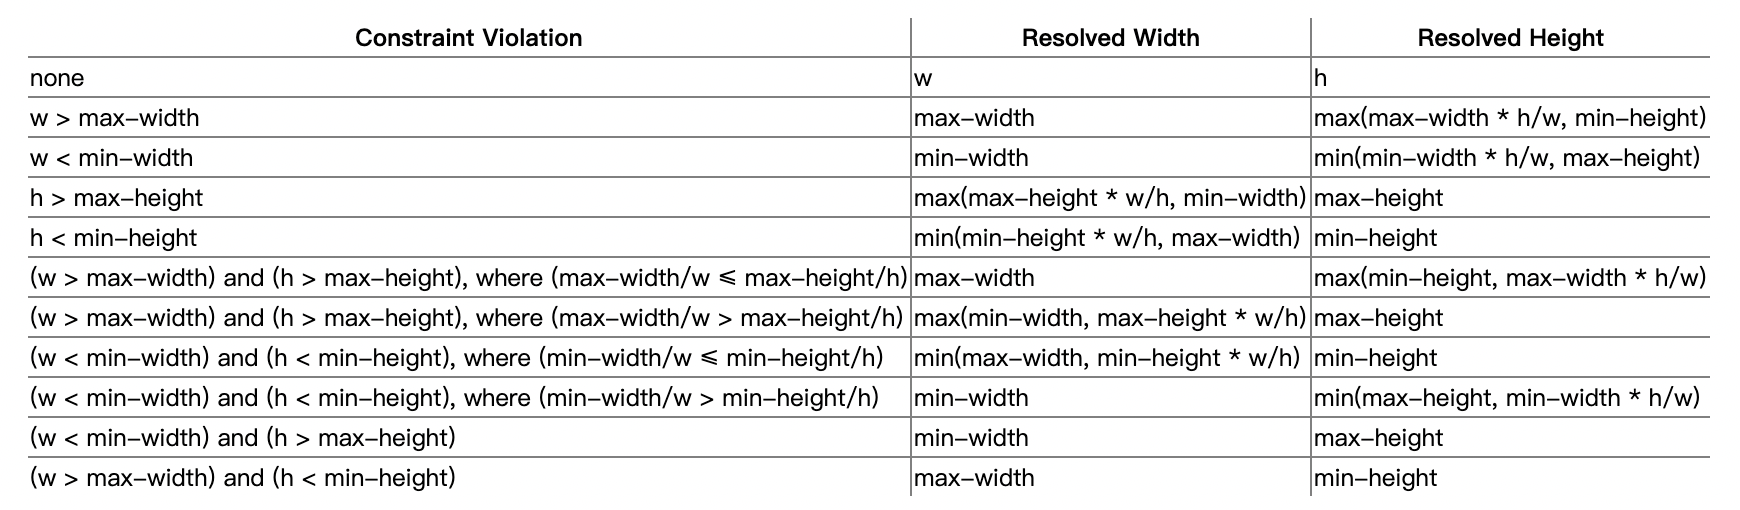 Constraint Violation Resolved Width Resolved Height
none w h
w > max–width max–width max(max–width * h/w, min–height)
w < min–width min–width min(min–width * h/w, max–height)
h > max–height max(max–height * w/h, min–width) max–height
h < min–height min(min–height * w/h, max–width) min–height
(w > max–width) and (h > max–height), where (max–width/w ⩽ max–height/h) max–width max(min–height, max–width * h/w)
(w > max–width) and (h > max–height), where (max–width/w > max–height/h) max(min–width, max–height * w/h) max–height
(w < min–width) and (h < min–height), where (min–width/w ⩽ min–height/h) min(max–width, min–height * w/h) min–height
(w < min–width) and (h < min–height), where (min–width/w > min–height/h) min–width min(max–height, min–width * h/w)
(w < min–width) and (h > max–height) min–width max–height
(w > max–width) and (h < min–height) max–width min–height